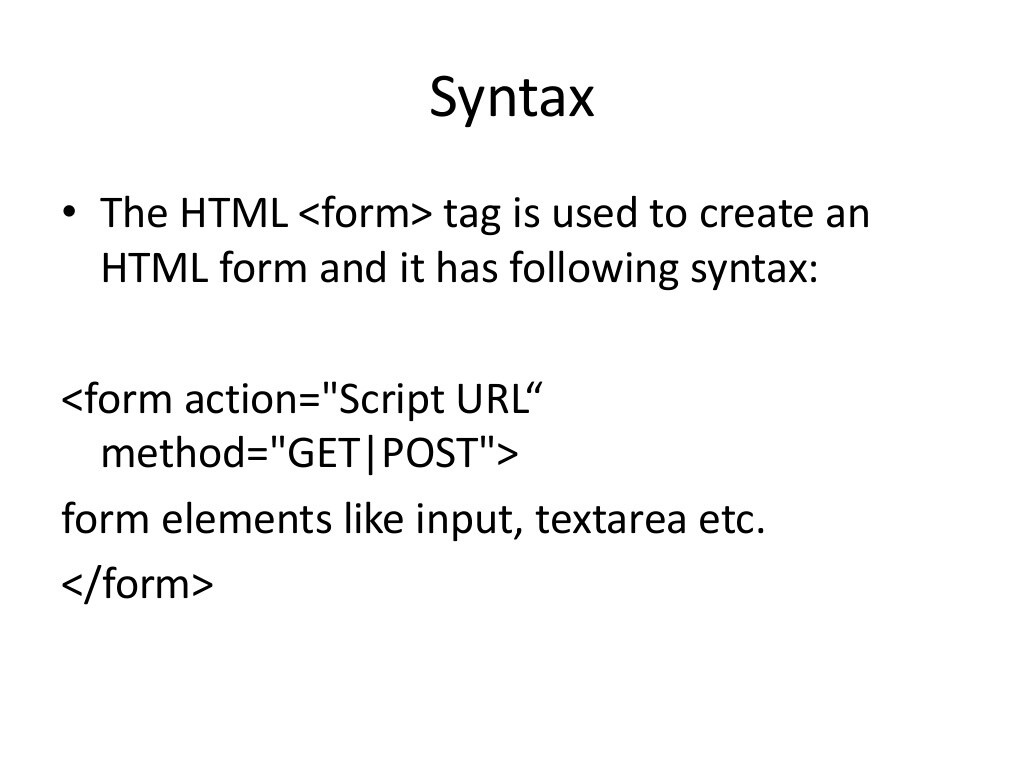 Syntax
• The HTML <form> tag is used to create an
HTML form and it has following syntax:
<form action="Script URL“
method="GET|POST">
form elements like input, textarea etc.
</form>